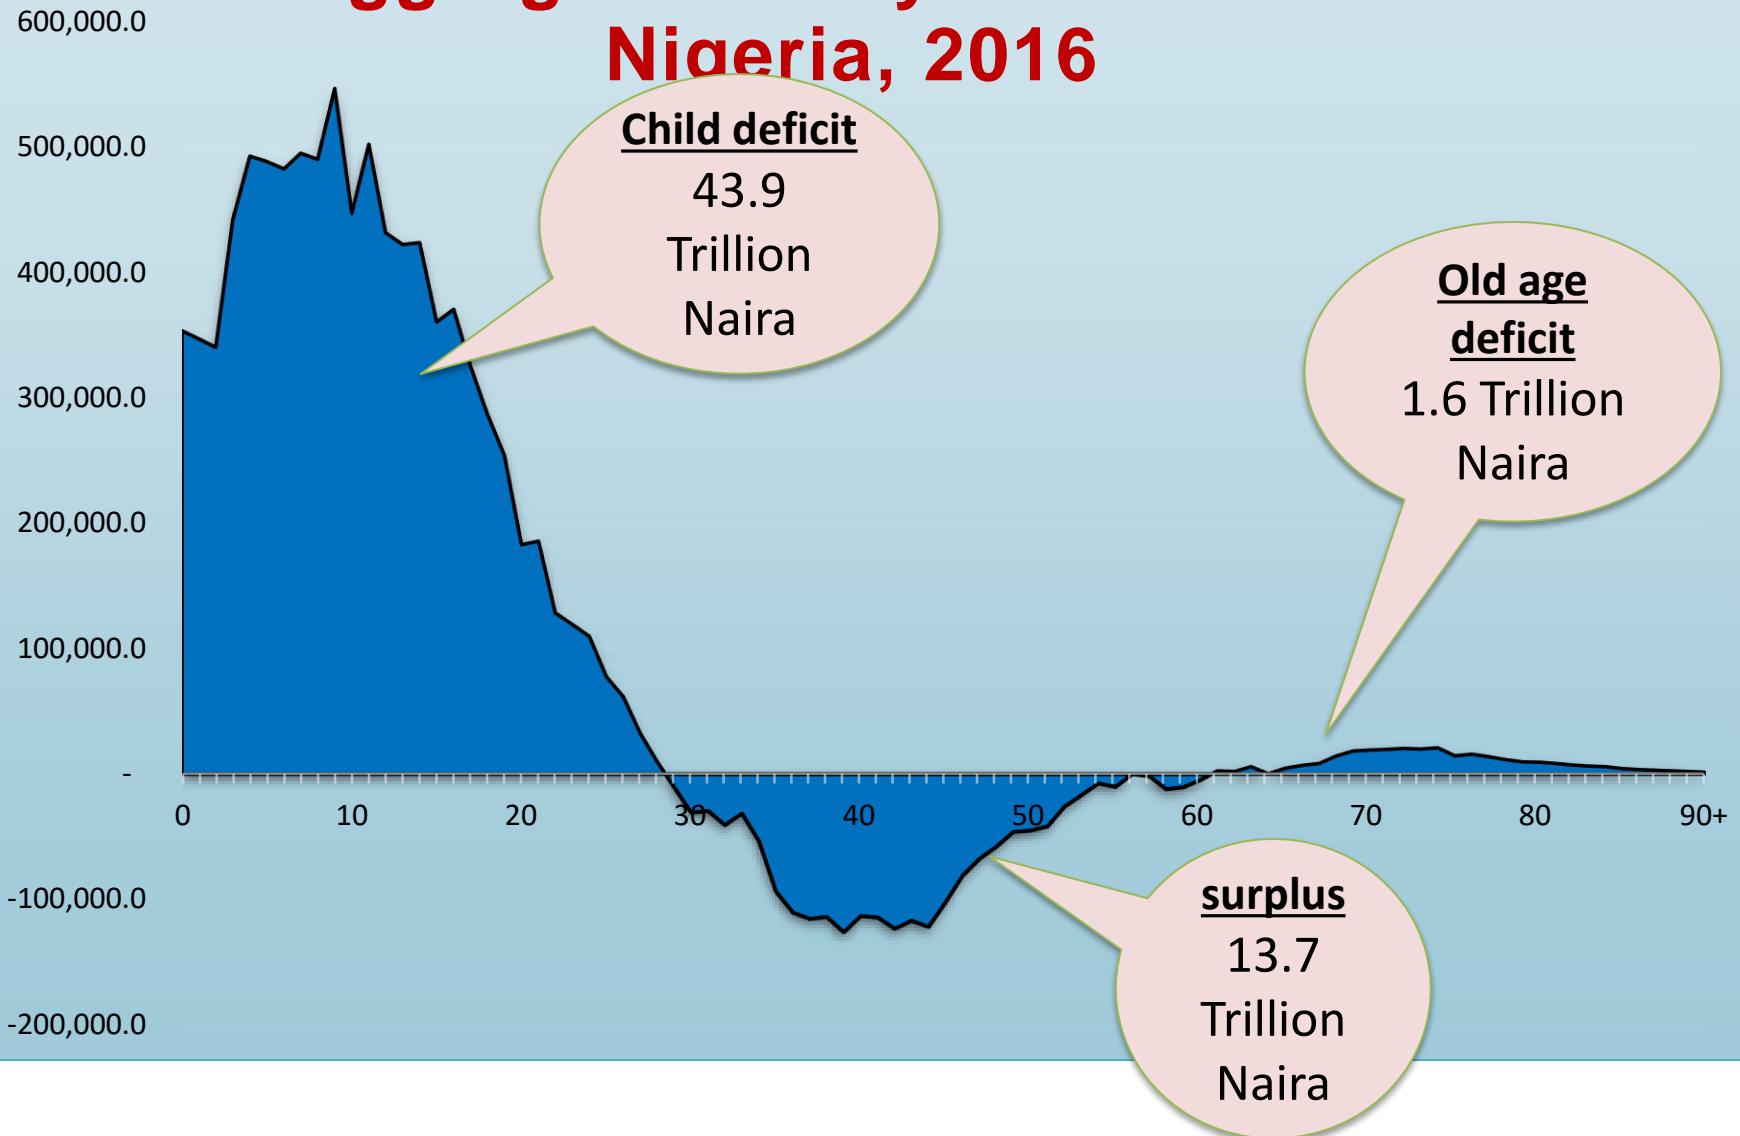 Nigeria, 2016
600,000.0
500,000.0
400,000.0
300,000.0
200,000.0
100,000.0
-
-100,000.0
-200,000.0
0
10
20
30
40
50
60
70
80
90+
Child deficit
43.9
Trillion
Naira
Old age
deficit
1.6 Trillion
Naira
surplus
13.7
Trillion
Naira